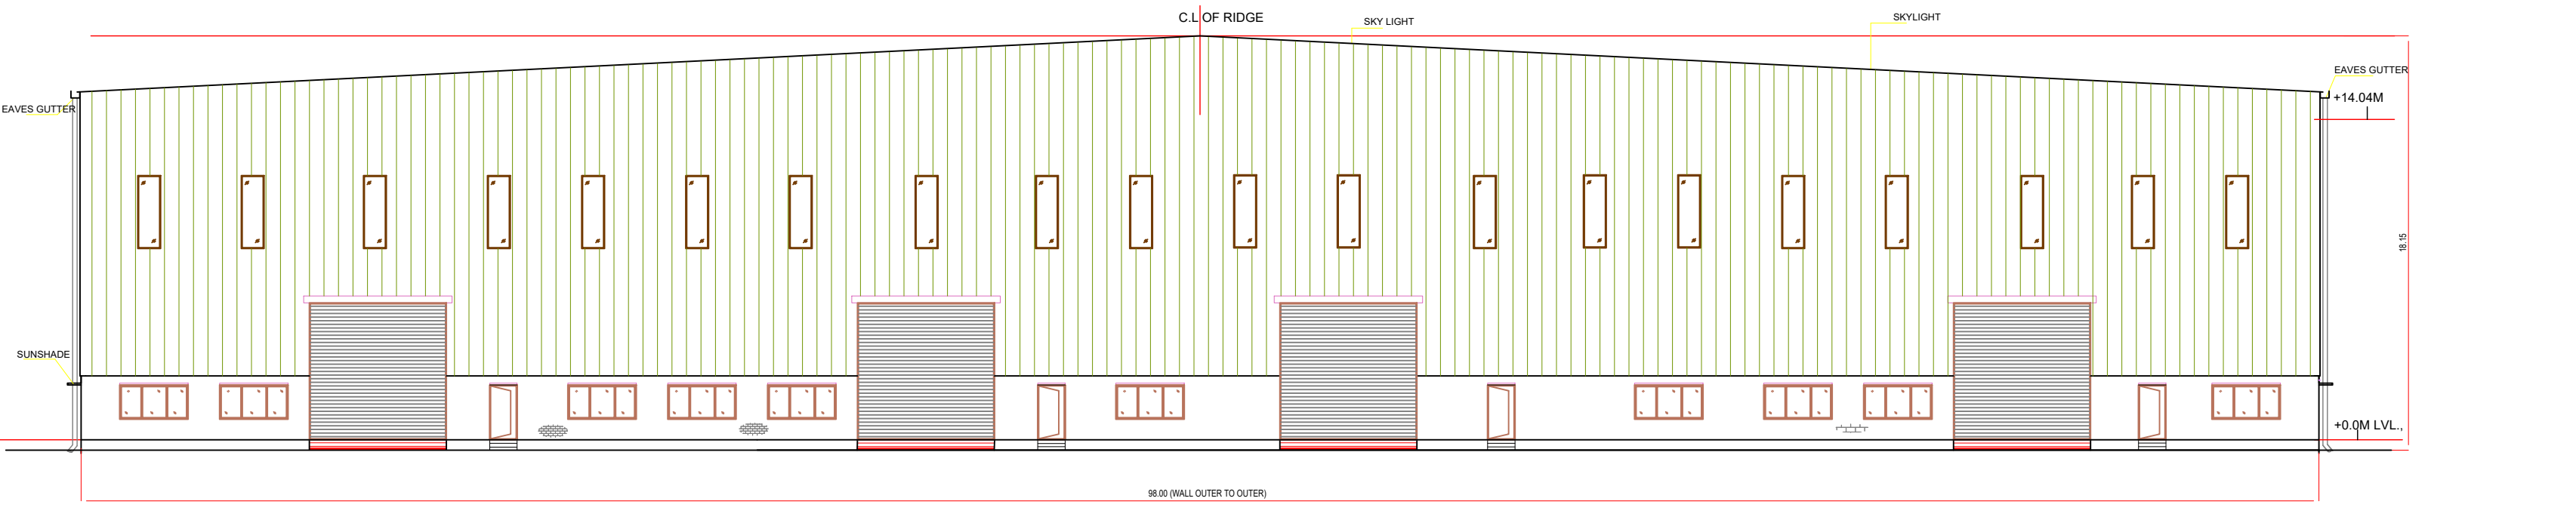 C.L OF RIDGE
SKY LIGHT
SKYLIGHT
EAVES GUTTER
EAVES GUTTER
+14.04M
18.15
SUNSHADE
+0.0M LVL.,
98.00 (WALL OUTER TO OUTER)